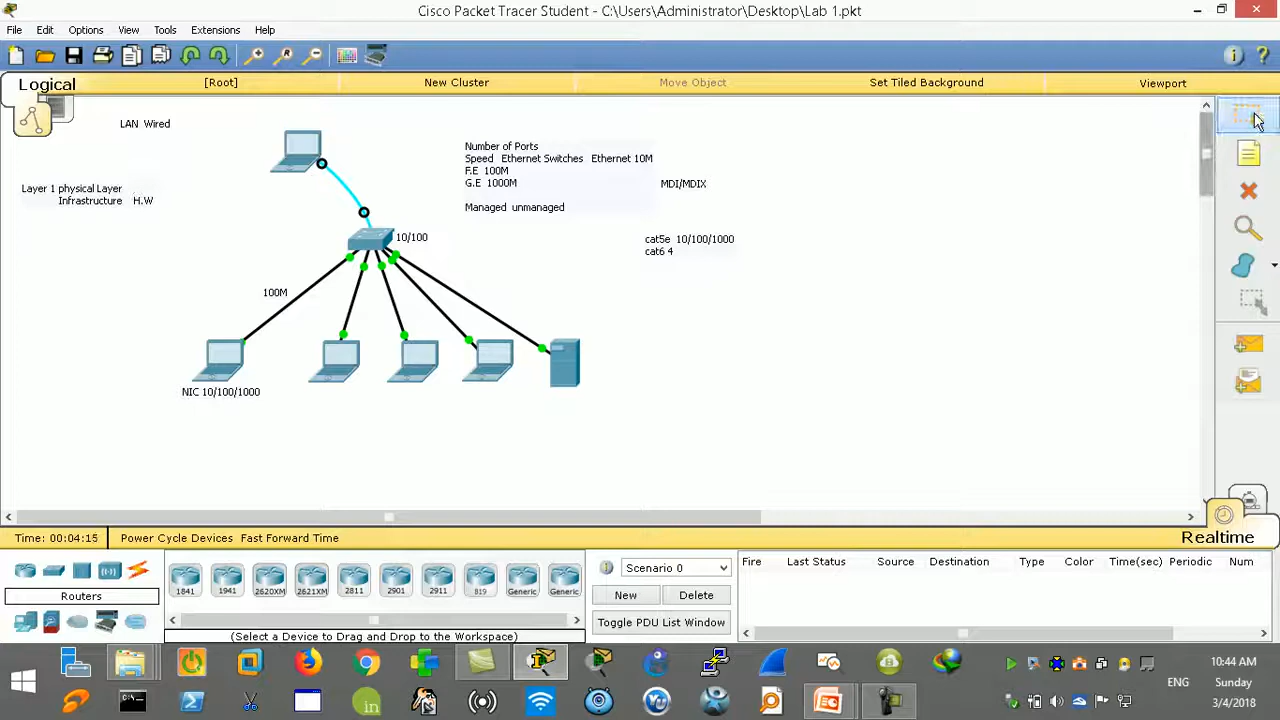 Cisco Packet Tracer Student - C:\Users\Administrator\Desktop\Lab 1.pkt
File Edit Options View Tools Extensions Help
Logical [Root] New Cluster Move Object Set Tiled Background Viewport
LAN Wired
Number of Ports
Speed Ethernet Switches Ethernet 10M
F.E 100M
G.E 1000M MDI/MDIX
Layer 1 physical Layer
Infrastructure H.W
Managed unmanaged
10/100
cat5e 10/100/1000
cat6 4
100M
NIC 10/100/1000
Time: 00:04:15 Power Cycle Devices Fast Forward Time Realtime
Routers
1841 1941 2620XM 2621XM 2811 2901 2911 819 Generic Generic
(Select a Device to Drag and Drop to the Workspace)
Scenario 0
New Delete
Toggle PDU List Window
Fire Last Status Source Destination Type Color Time(sec) Periodic Num
10:44 AM
ENG Sunday
3/4/2018